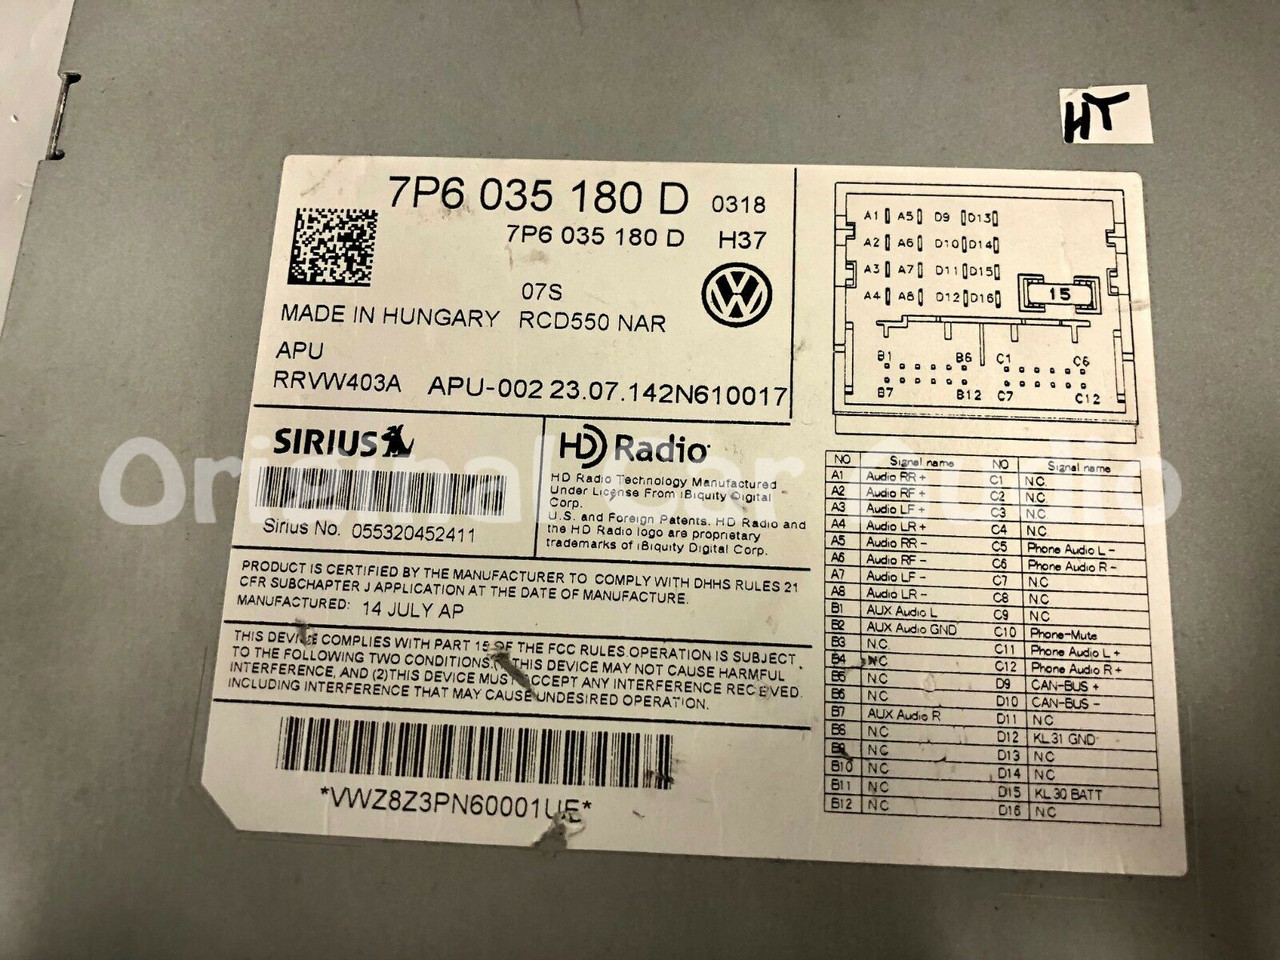 HT
7P6 035 180 D 0318
7P6 035 180 D H37
07S
MADE IN HUNGARY RCD550 NAR
APU
RRVW403A APU-002 23.07.142N610017
SIRIUS
Sirius No. 055320452411
HD Radio
HD Radio Technology Manufactured
Under License From iBiquity Digital
Corp.
U.S. and Foreign Patents. HD Radio and
the HD Radio logo are proprietary
trademarks of iBiquity Digital Corp.
PRODUCT IS CERTIFIED BY THE MANUFACTURER TO COMPLY WITH DHHS RULES 21
CFR SUBCHAPTER J APPLICATION AT THE DATE OF MANUFACTURE.
MANUFACTURED: 14 JULY AP
THIS DEVICE COMPLIES WITH PART 15 OF THE FCC RULES.OPERATION IS SUBJECT
TO THE FOLLOWING TWO CONDITIONS. THIS DEVICE MAY NOT CAUSE HARMFUL
INTERFERENCE, AND (2)THIS DEVICE MUST ACCEPT ANY INTERFERENCE RECEIVED.
INCLUDING INTERFERENCE THAT MAY CAUSE UNDESIRED OPERATION.
*VWZ8Z3PN60001UE*
A1 A5 D9 D13
A2 A6 D10 D14
A3 A7 D11 D15
A4 A8 D12 D16
15
B1 B6 C1 C6
B7 B12 C7 C12
NO Signal name NO Signal name
A1 Audio RR+ C1 NC
A2 Audio RF+ C2 NC
A3 Audio LF+ C3 NC
A4 Audio LR+ C4 NC
A5 Audio RR- C5 Phone Audio L-
A6 Audio RF- C6 Phone Audio R-
A7 Audio LF- C7 NC
A8 Audio LR- C8 NC
B1 AUX Audio L C9 NC
B2 AUX Audio GND C10 Phone-Mute
B3 NC C11 Phone Audio L+
B4 NC C12 Phone Audio R+
B5 NC D9 CAN-BUS+
B6 NC D10 CAN-BUS-
B7 AUX Audio R D11 NC
B8 NC D12 KL31 GND
B9 NC D13 NC
B10 NC D14 NC
B11 NC D15 KL30 BATT
B12 NC D16 NC
Original Car Audio